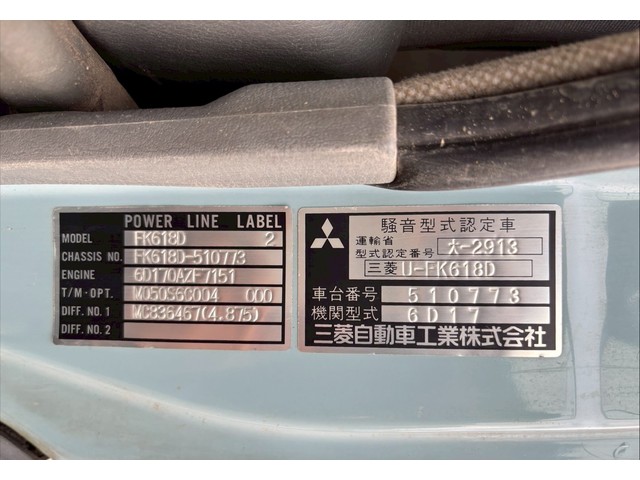 POWER LINE LABEL
MODEL FK618D 2
CHASSIS NO. FK618D-510773
ENGINE 6D170AZF7151
T/M·OPT. M050S6C004 000
DIFF. NO. 1 MC836467(4.875)
DIFF. NO. 2
騒音型式認定車
運輸省
型式認定番号 大-2913
三菱U-FK618D
車台番号 510773
機関型式 6D17
三菱自動車工業株式会社